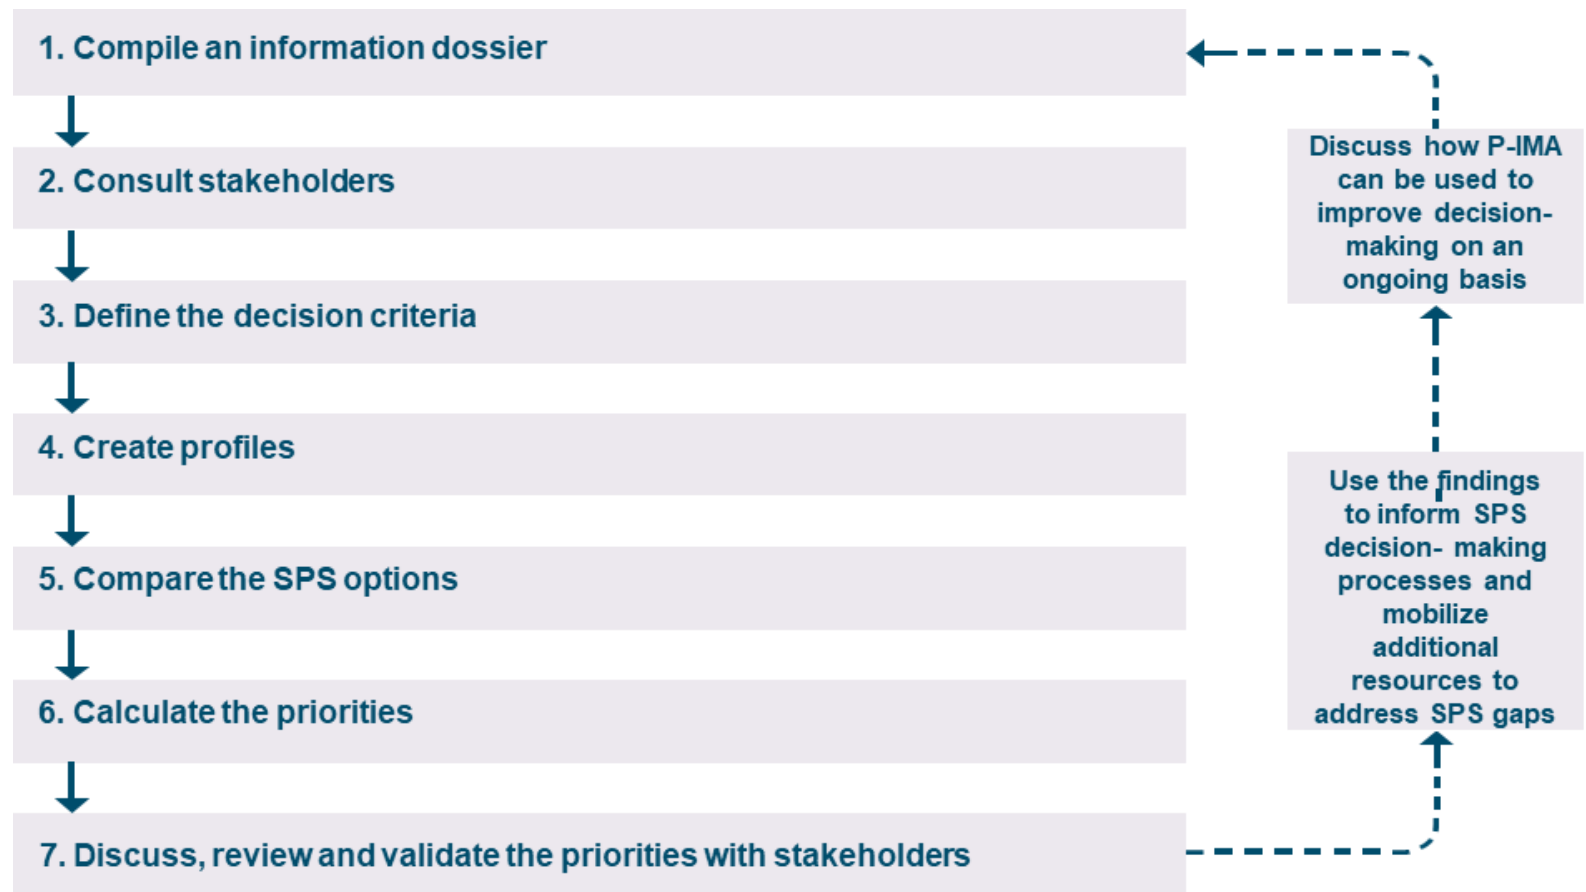 1. Compile an information dossier
2. Consult stakeholders
3. Define the decision criteria
4. Create profiles
5. Compare the SPS options
6. Calculate the priorities
7. Discuss, review and validate the priorities with stakeholders
Use the findings
to inform SPS
decision- making
processes and
mobilize
additional
resources to
address SPS gaps
Discuss how P-IMA
can be used to
improve decision-
making on an
ongoing basis